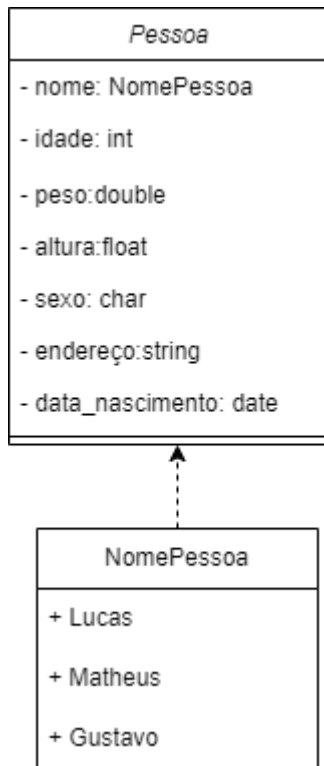 Pessoa
- nome: NomePessoa
- idade: int
- peso:double
- altura:float
- sexo: char
- endereço:string
- data_nascimento: date
NomePessoa
+ Lucas
+ Matheus
+ Gustavo